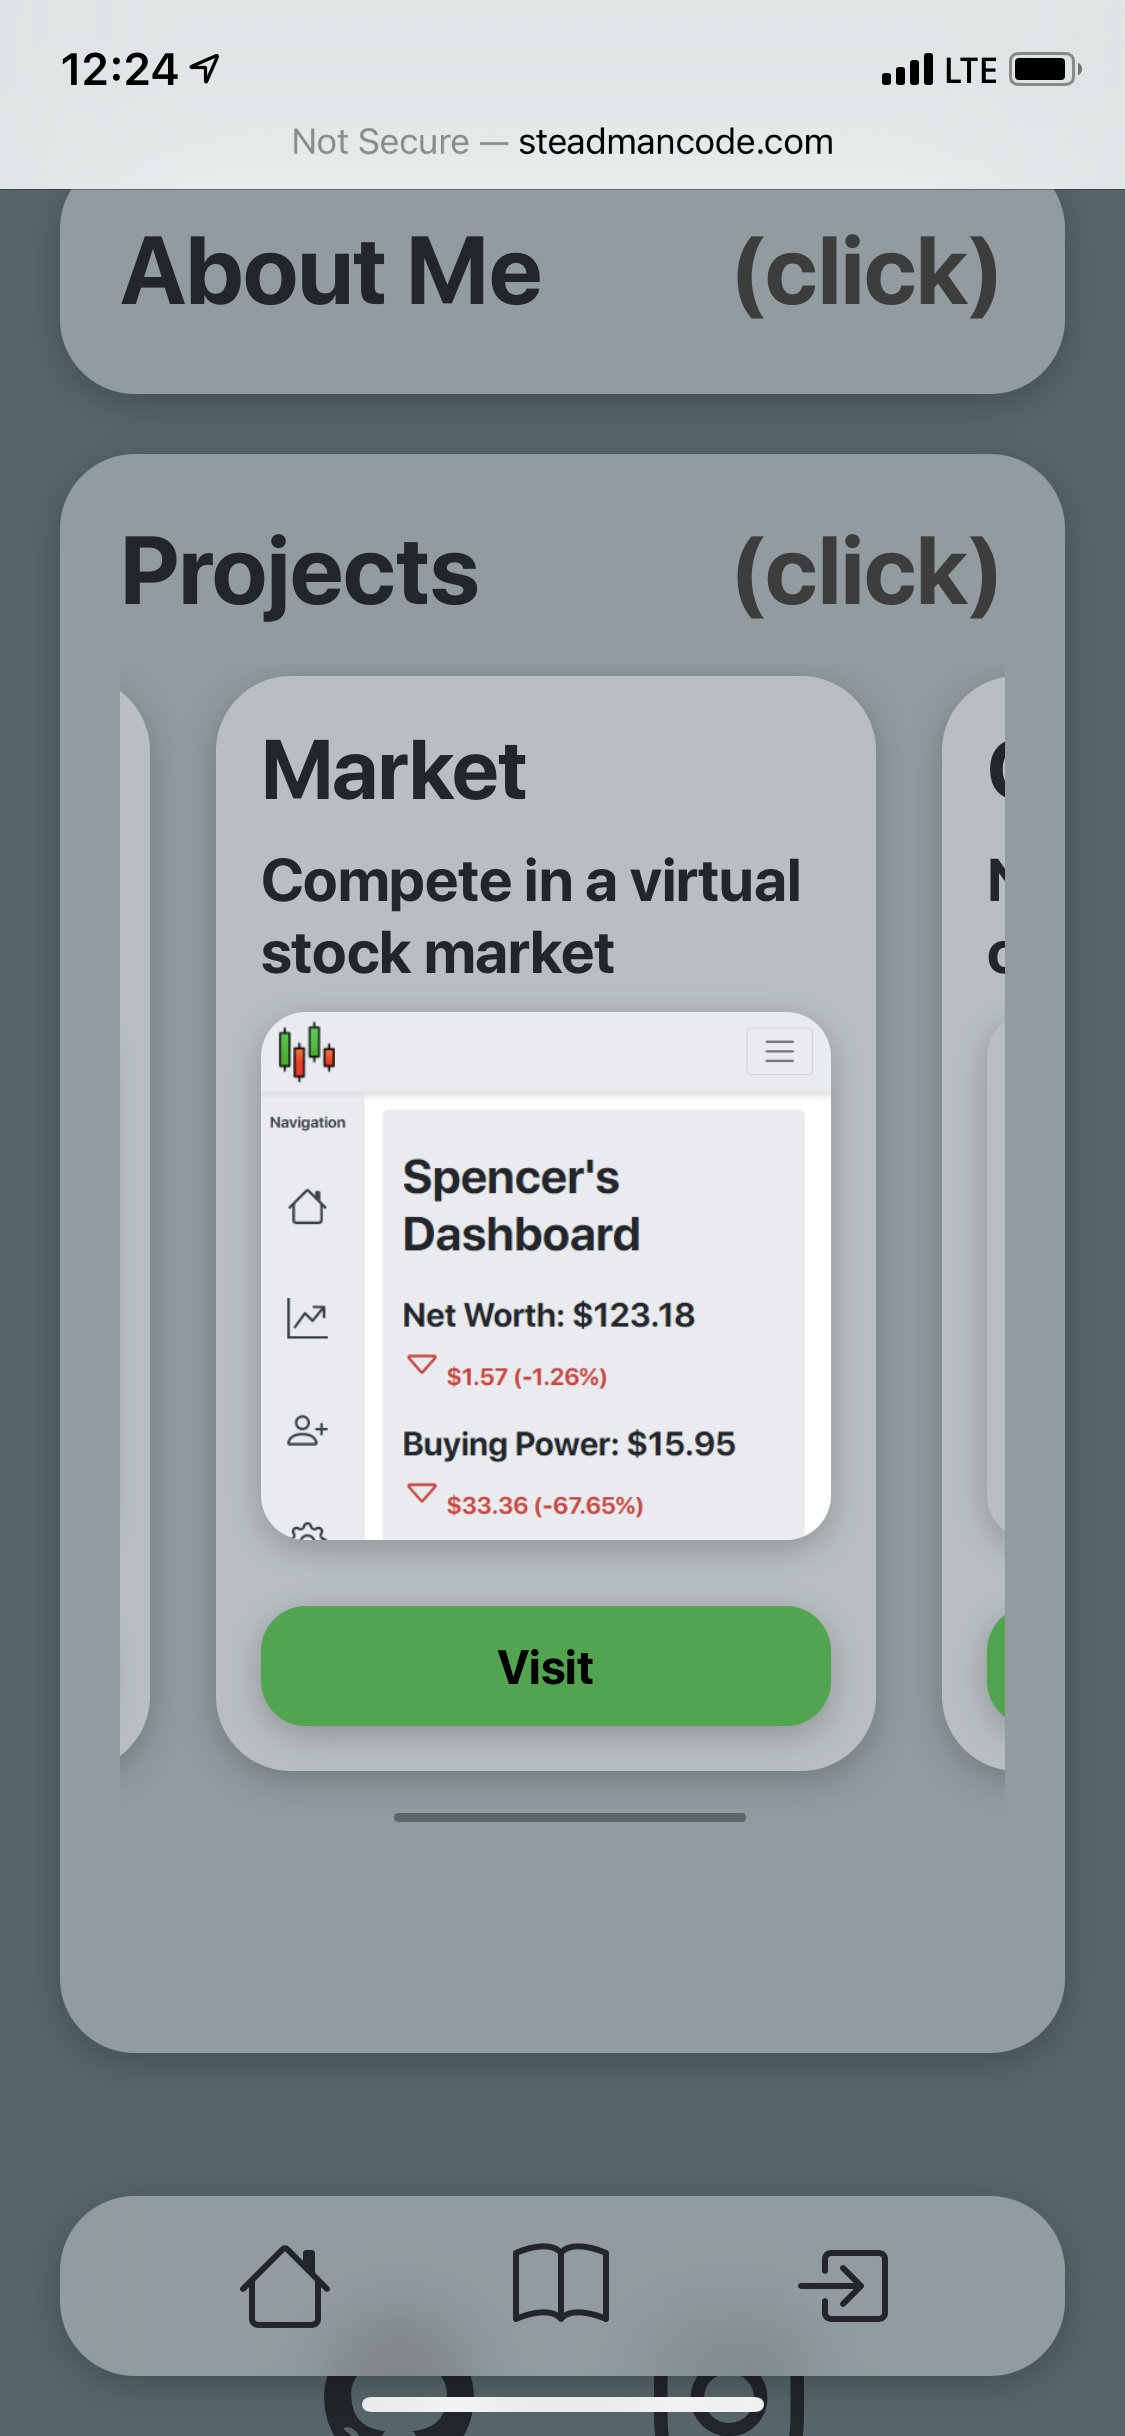 12:24
LTE
Not Secure — steadmancode.com
About Me (click)
Projects (click)
Market
Compete in a virtual
stock market
Navigation
Spencer's
Dashboard
Net Worth: $123.18
$1.57 (-1.26%)
Buying Power: $15.95
$33.36 (-67.65%)
Visit